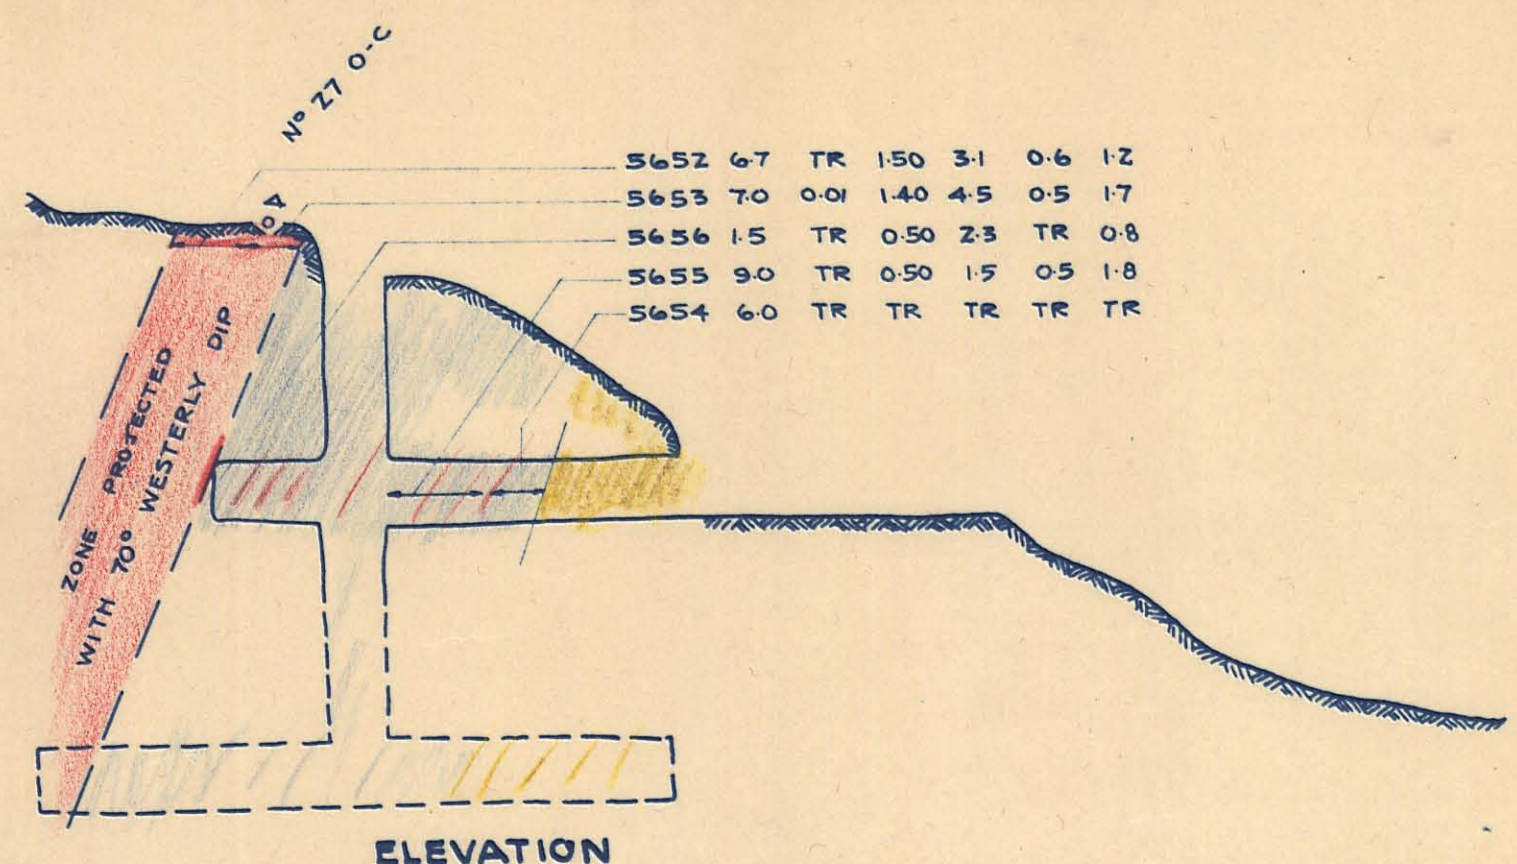 Nº 27 O-C
5652 6.7 TR 1.50 3.1 0.6 1.2
5653 7.0 0.01 1.40 4.5 0.5 1.7
5656 1.5 TR 0.50 2.3 TR 0.8
5655 9.0 TR 0.50 1.5 0.5 1.8
5654 6.0 TR TR TR TR TR
ZONE PROJECTED
WITH 70° WESTERLY DIP
ELEVATION